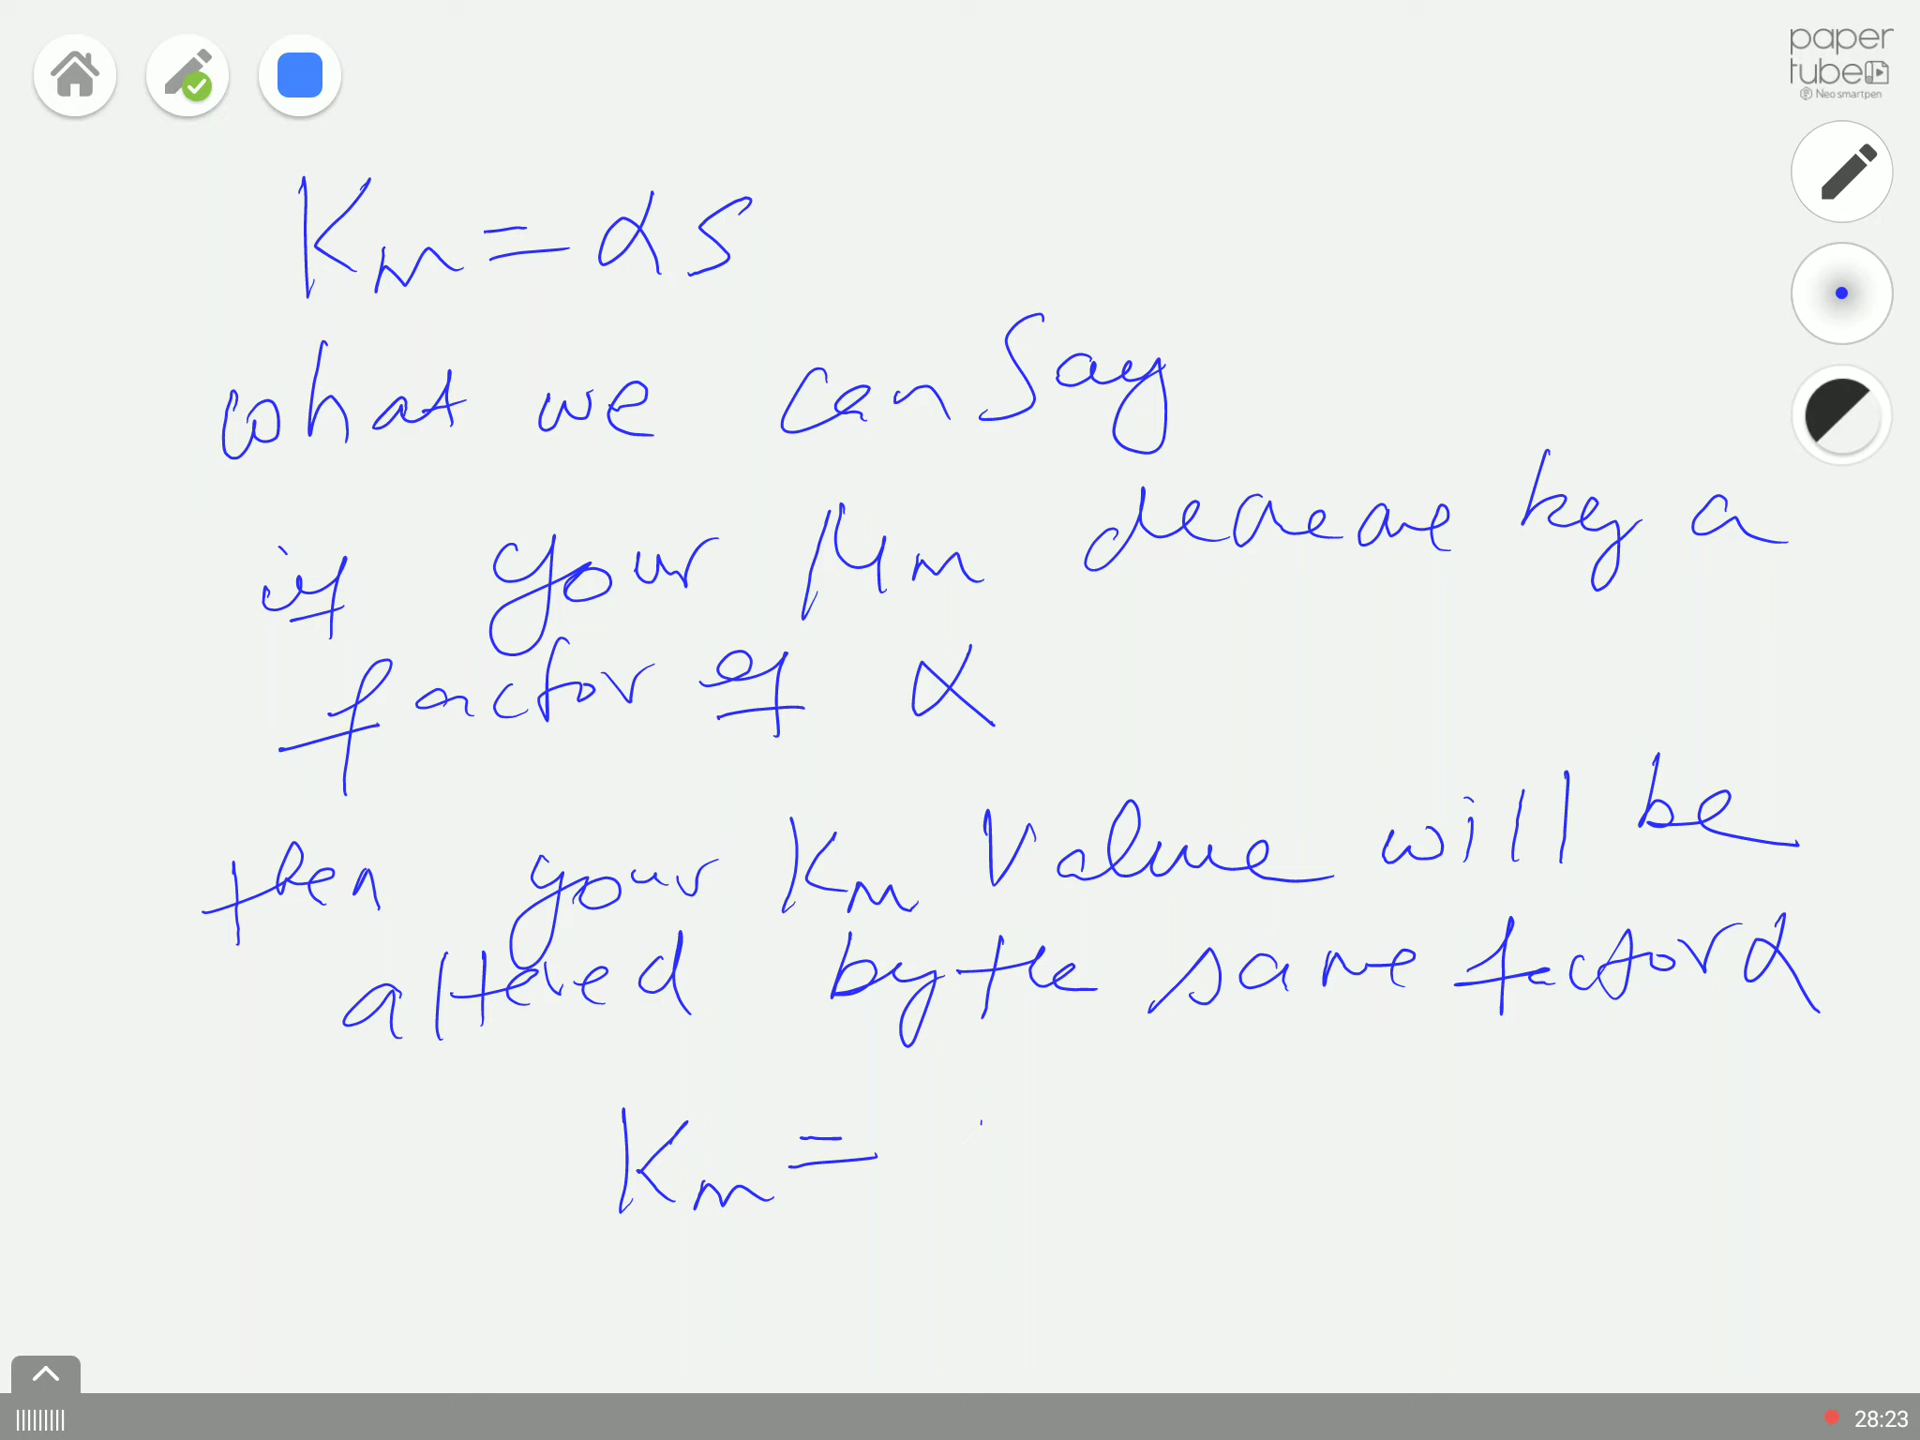 paper
tube
Neo smartpen
Km = αs
what we can say
if your μm decrease by a
factor of α
then your Km value will be
altered by the same factor α
Km =
28:23